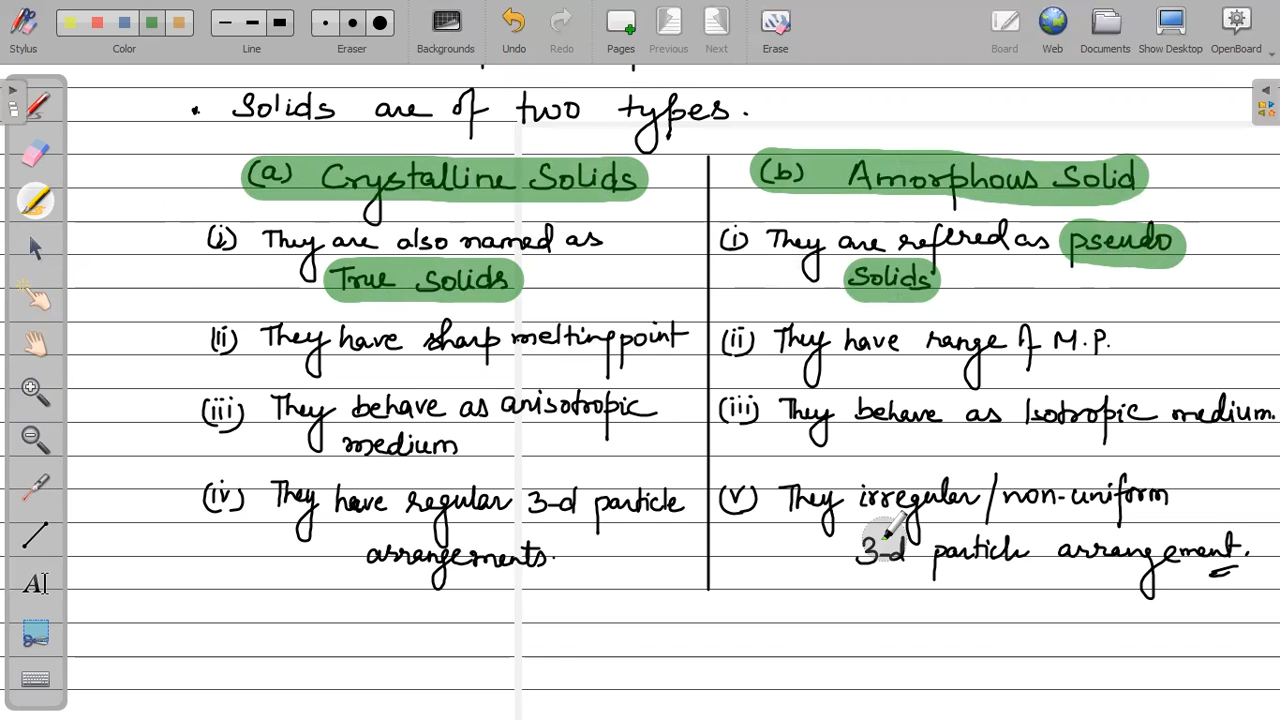 Stylus
Color
Line
Eraser
Backgrounds
Undo
Redo
Pages
Previous
Next
Erase
Board
Web
Documents
Show Desktop
OpenBoard
• Solids are of two types.
(a) Crystalline Solids
(i) They are also named as
True Solids
(ii) They have sharp melting point
(iii) They behave as anisotropic
medium
(iv) They have regular 3-d particle
arrangements.
(b) Amorphous Solid
(i) They are refered as pseudo
Solids
(ii) They have range of M.P.
(iii) They behave as Isotropic medium.
(v) They irregular/non-uniform
3-d particle arrangement.
AI